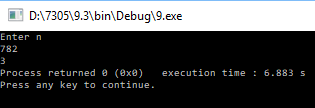 D:\7305\9.3\bin\Debug\9.exe
Enter n
782
3
Process returned 0 (0x0)   execution time : 6.883 s
Press any key to continue.